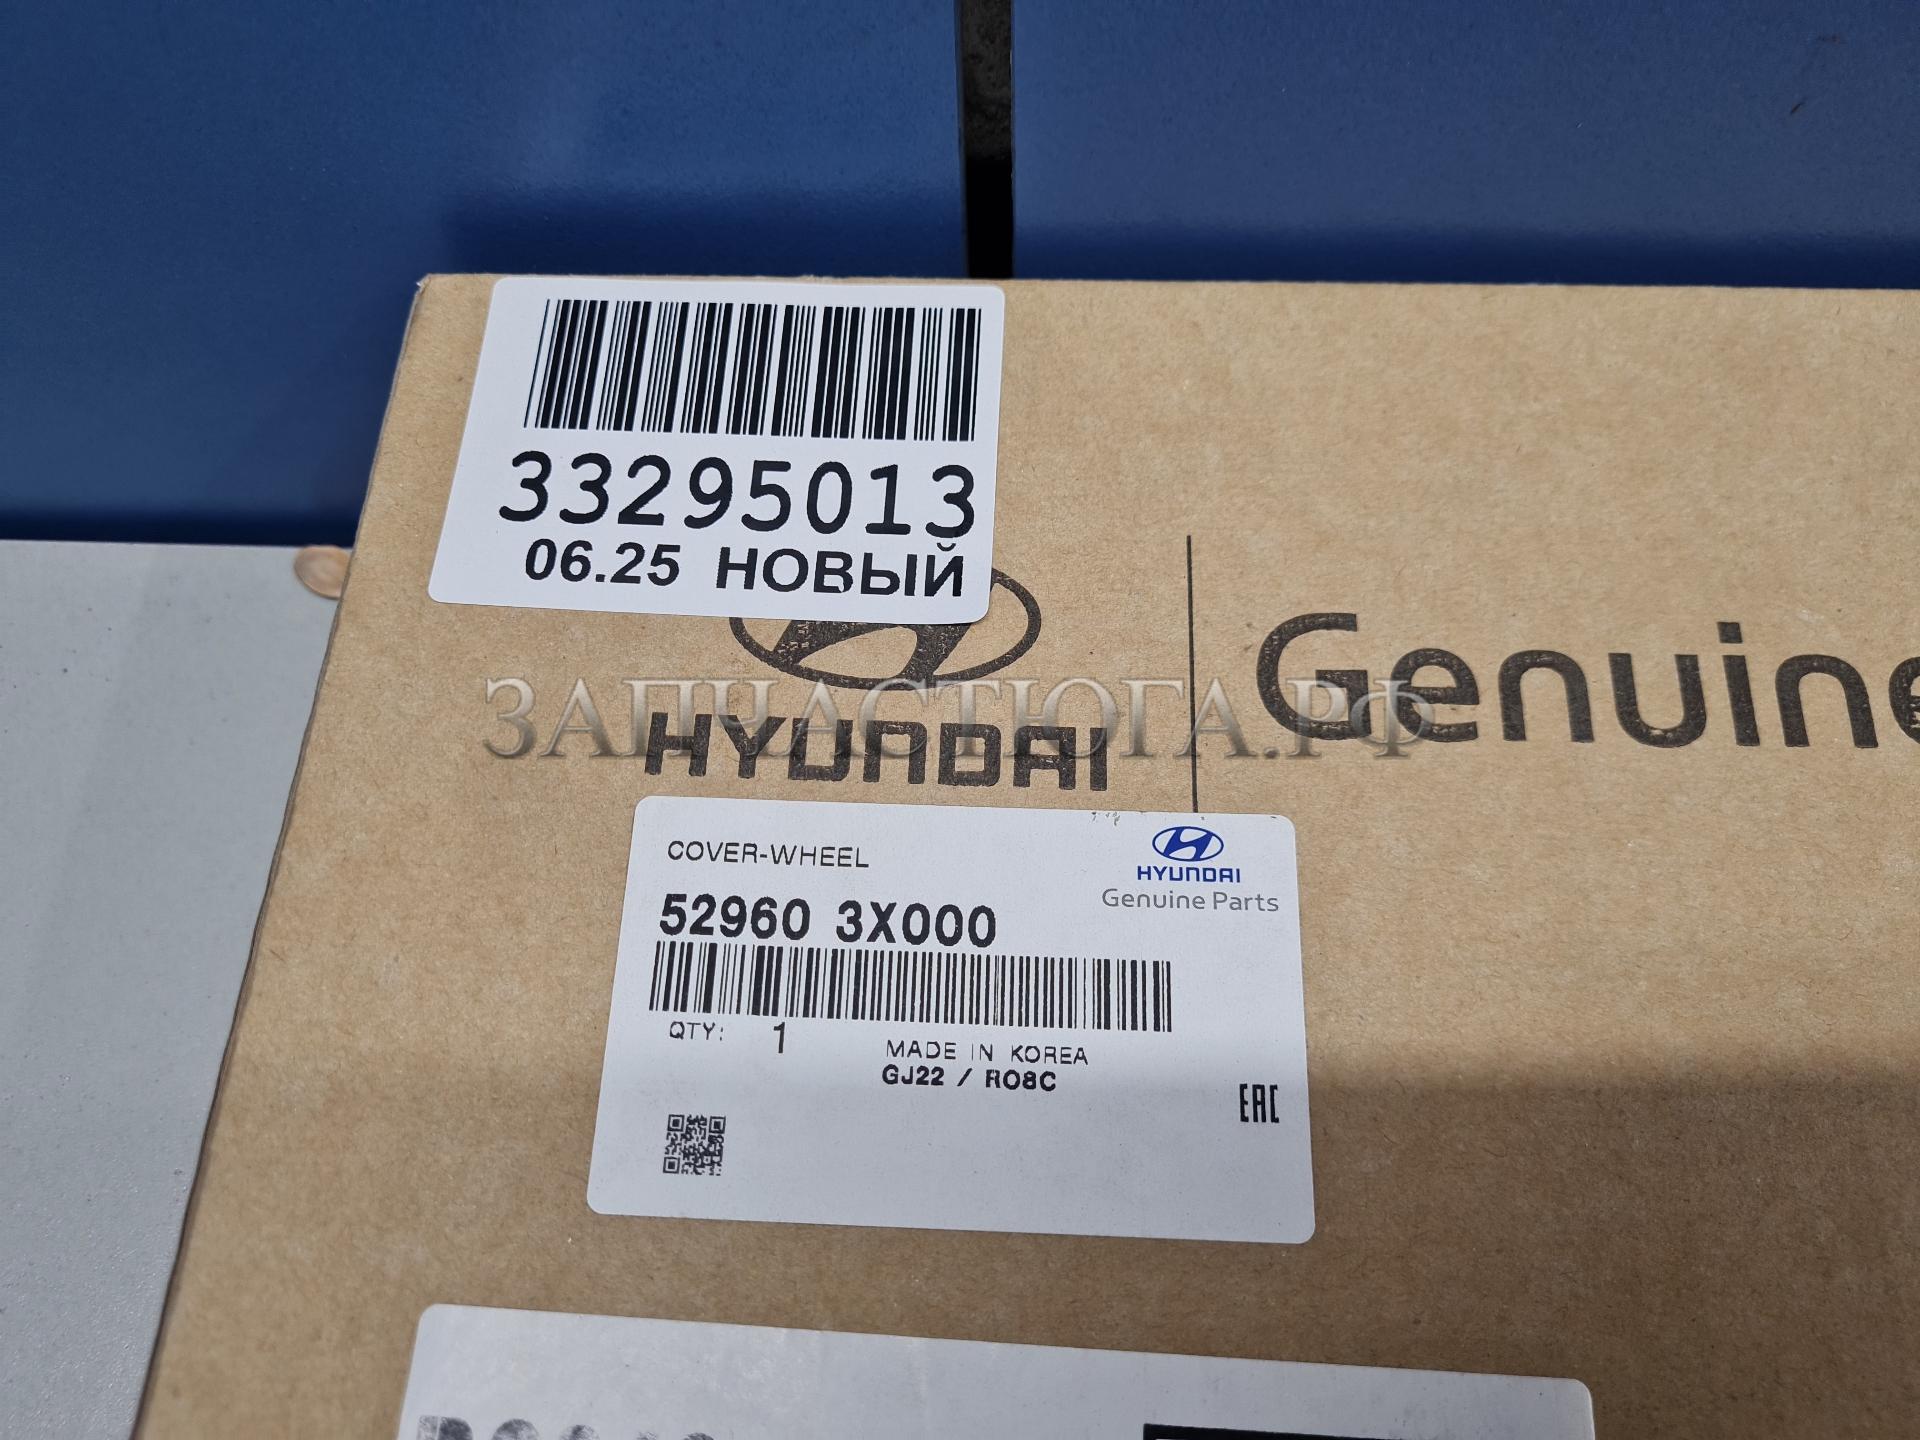 33295013
06.25 НОВЫЙ
HYUNDAI
Genuine
ЗАПЧАСТЮГА.РФ
COVER-WHEEL
HYUNDAI
Genuine Parts
52960 3X000
QTY: 1
MADE IN KOREA
GJ22 / R08C
EAC